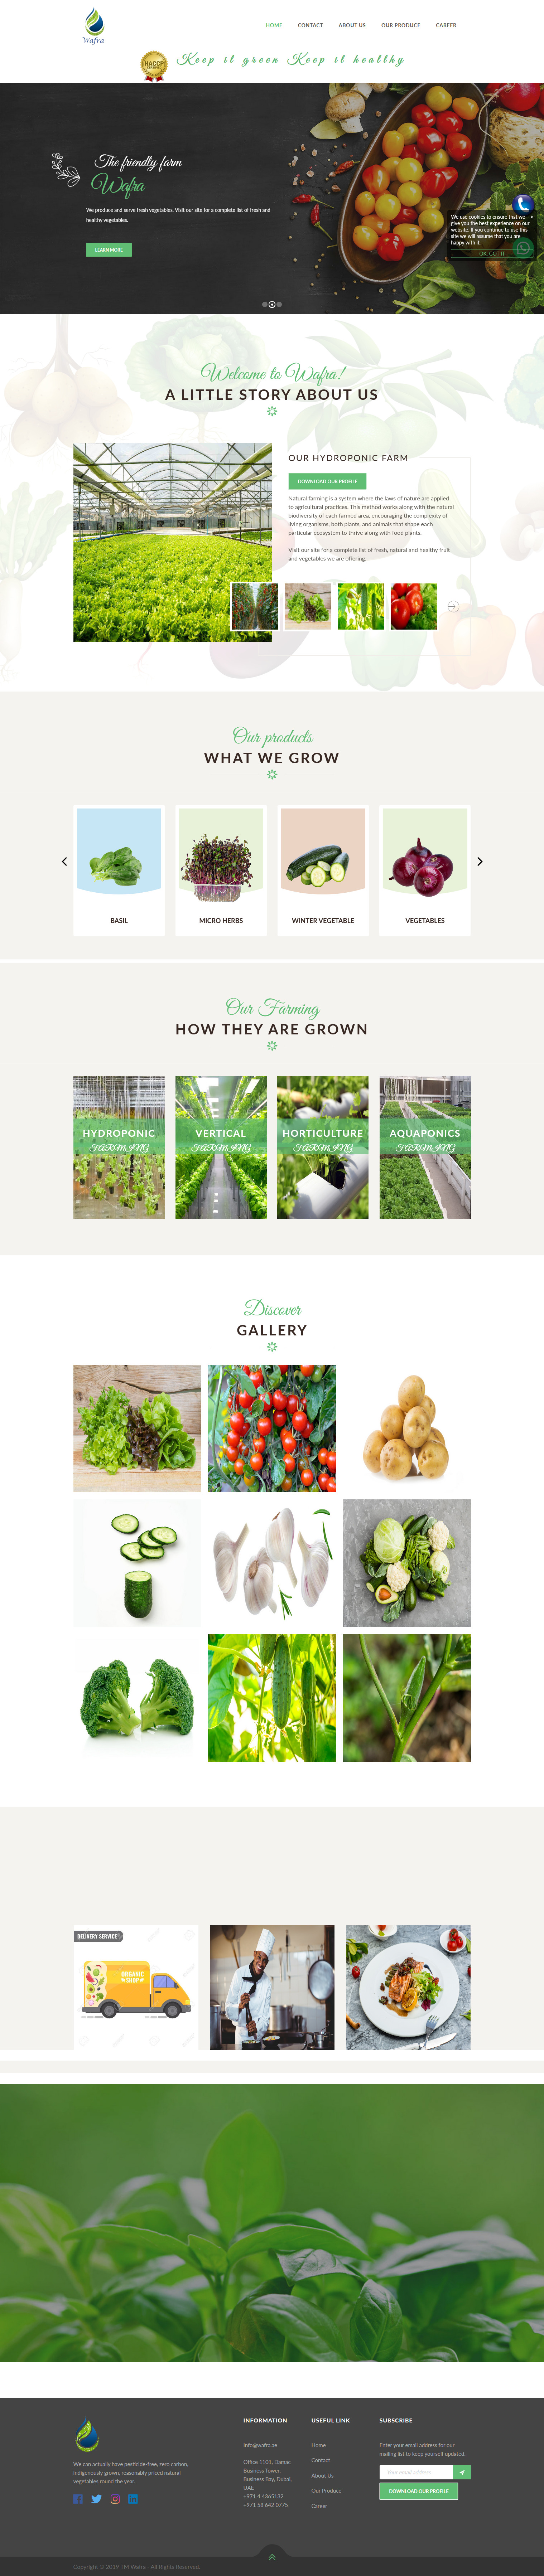 Wafra
HOME CONTACT ABOUT US OUR PRODUCE CAREER
HACCP
Keep it green Keep it healthy
The friendly farm
Wafra
We produce and serve fresh vegetables. Visit our site for a complete list of fresh and
healthy vegetables.
LEARN MORE
We use cookies to ensure that we
give you the best experience on our
website. If you continue to use this
site we will assume that you are
happy with it.
OK, GOT IT
Welcome to Wafra!
A LITTLE STORY ABOUT US
OUR HYDROPONIC FARM
DOWNLOAD OUR PROFILE
Natural farming is a system where the laws of nature are applied
to agricultural practices. This method works along with the natural
biodiversity of each farmed area, encouraging the complexity of
living organisms, both plants, and animals that shape each
particular ecosystem to thrive along with food plants.
Visit our site for a complete list of fresh, natural and healthy fruit
and vegetables we are offering.
Our products
WHAT WE GROW
BASIL
MICRO HERBS
WINTER VEGETABLE
VEGETABLES
Our Farming
HOW THEY ARE GROWN
HYDROPONIC
FARMING
VERTICAL
FARMING
HORTICULTURE
FARMING
AQUAPONICS
FARMING
Discover
GALLERY
DELIVERY SERVICE
ORGANIC
SHOP
We can actually have pesticide-free, zero carbon,
indigenously grown, reasonably priced natural
vegetables round the year.
INFORMATION
Info@wafra.ae
Office 1101, Damac
Business Tower,
Business Bay, Dubai,
UAE
+971 4 4365132
+971 58 642 0775
USEFUL LINK
Home
Contact
About Us
Our Produce
Career
SUBSCRIBE
Enter your email address for our
mailing list to keep yourself updated.
Your email address
DOWNLOAD OUR PROFILE
Copyright © 2019 TM Wafra - All Rights Reserved.